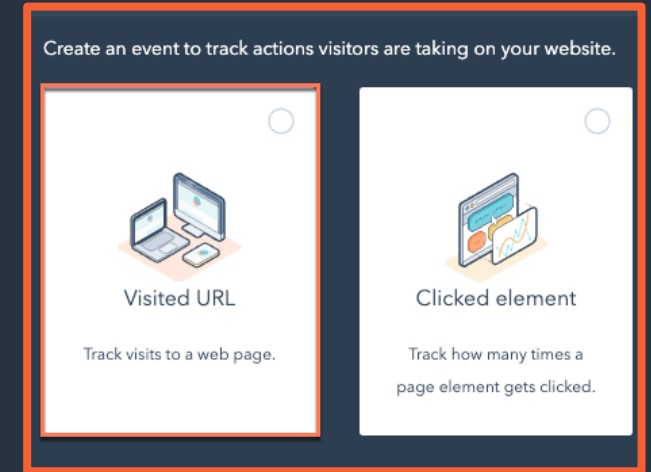 Create an event to track actions visitors are taking on your website.
Visited URL
Track visits to a web page.
Clicked element
Track how many times a
page element gets clicked.